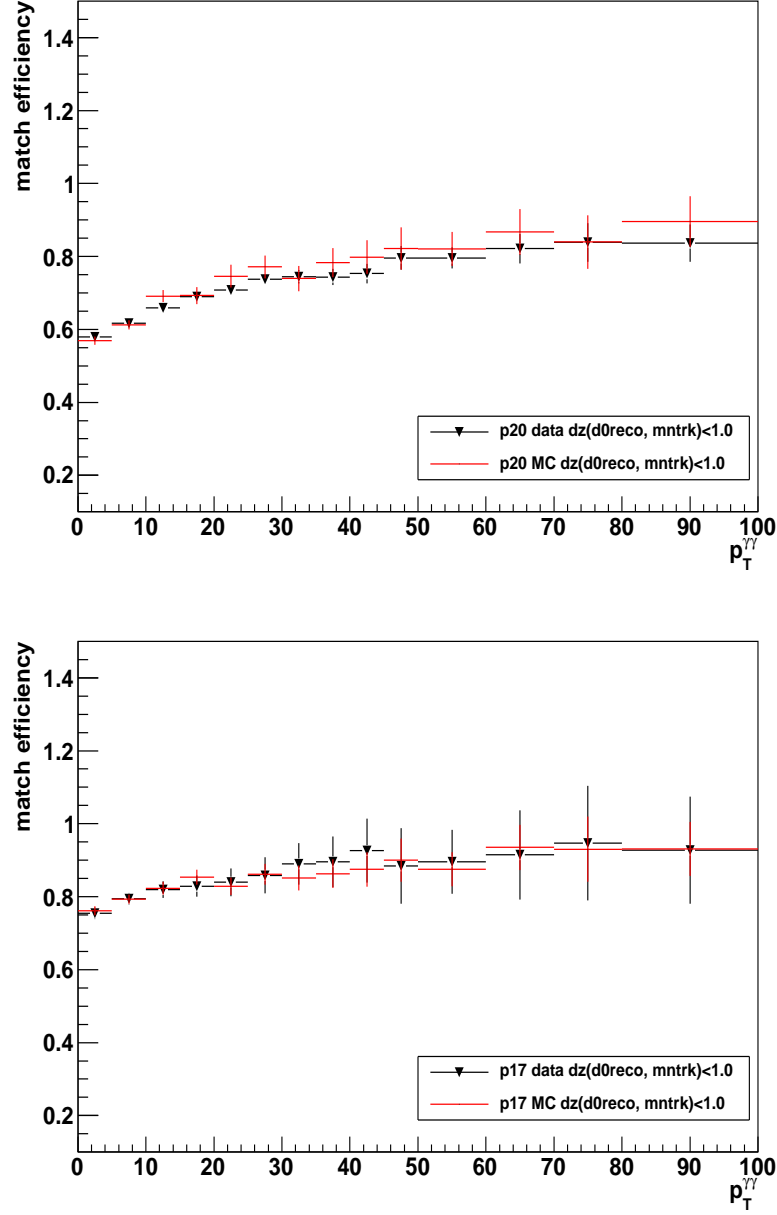 match efficiency
1.4
1.2
1
0.8
0.6
0.4
0.2
p20 data dz(d0reco, mntrk)<1.0
p20 MC dz(d0reco, mntrk)<1.0
0 10 20 30 40 50 60 70 80 90 100
p_T^γγ
match efficiency
1.4
1.2
1
0.8
0.6
0.4
0.2
p17 data dz(d0reco, mntrk)<1.0
p17 MC dz(d0reco, mntrk)<1.0
0 10 20 30 40 50 60 70 80 90 100
p_T^γγ